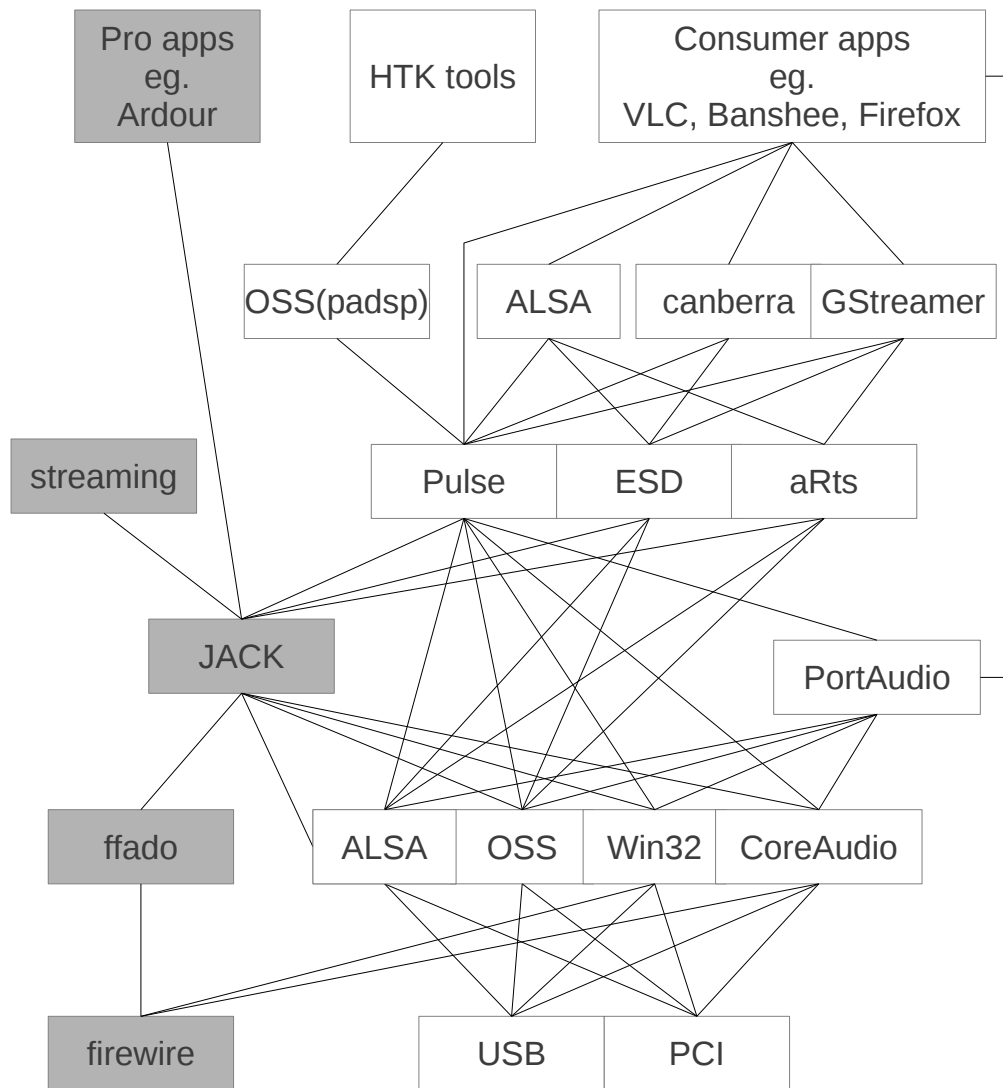 Pro apps
eg.
Ardour
HTK tools
Consumer apps
eg.
VLC, Banshee, Firefox
OSS(padsp)
ALSA
canberra
GStreamer
streaming
Pulse
ESD
aRts
JACK
PortAudio
ffado
ALSA
OSS
Win32
CoreAudio
firewire
USB
PCI